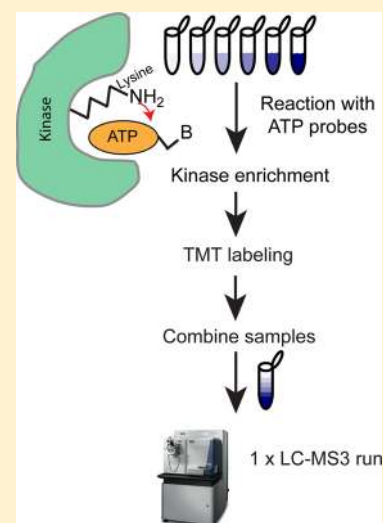 Kinase
Lysine
NH2
ATP
B
Reaction with
ATP probes
Kinase enrichment
TMT labeling
Combine samples
1 x LC-MS3 run